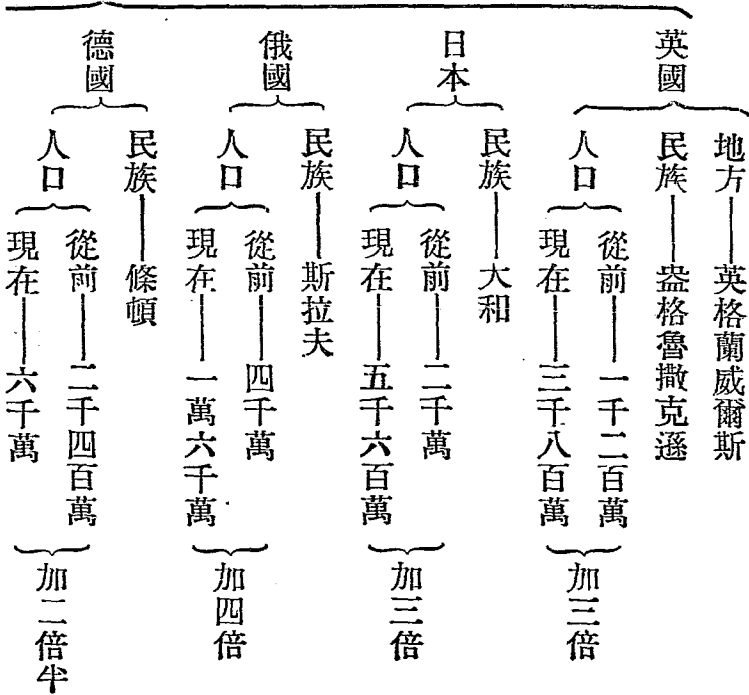 英國
地方——英格蘭威爾斯
民族——盎格魯撒克遜
人口
從前——一千二百萬
現在——三千八百萬
加三倍
日本
民族——大和
人口
從前——二千萬
現在——五千六百萬
加三倍
俄國
民族——斯拉夫
人口
從前——四千萬
現在——一萬六千萬
加四倍
德國
民族——條頓
人口
從前——二千四百萬
現在——六千萬
加二倍半